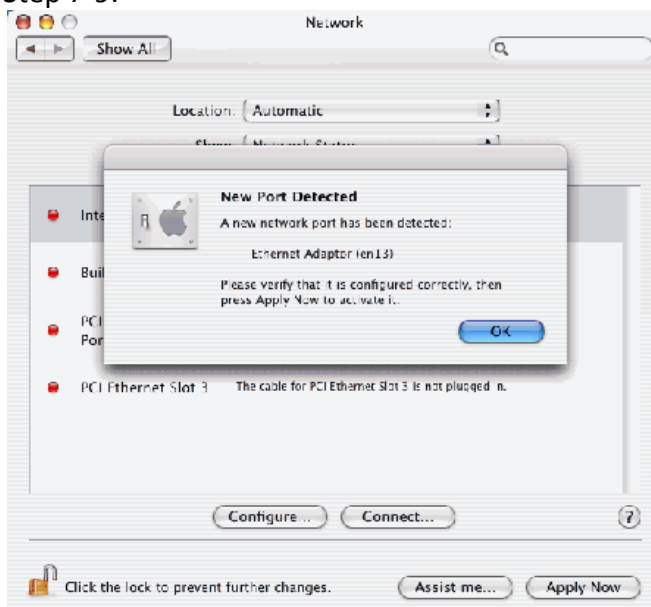 Network
Show All
Location: Automatic
Show: Network Status
New Port Detected
A new network port has been detected:
Ethernet Adaptor (en13)
Please verify that it is configured correctly, then
press Apply Now to activate it.
OK
Inte
Buil
PCI
Por
PCI Ethernet Slot 3 The cable for PCI Ethernet Slot 3 is not plugged in.
Configure... Connect... ?
Click the lock to prevent further changes. Assist me... Apply Now